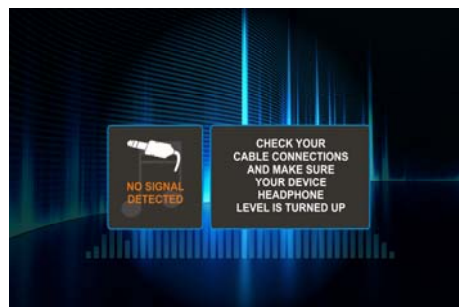 NO SIGNAL
DETECTED
CHECK YOUR
CABLE CONNECTIONS
AND MAKE SURE
YOUR DEVICE
HEADPHONE
LEVEL IS TURNED UP